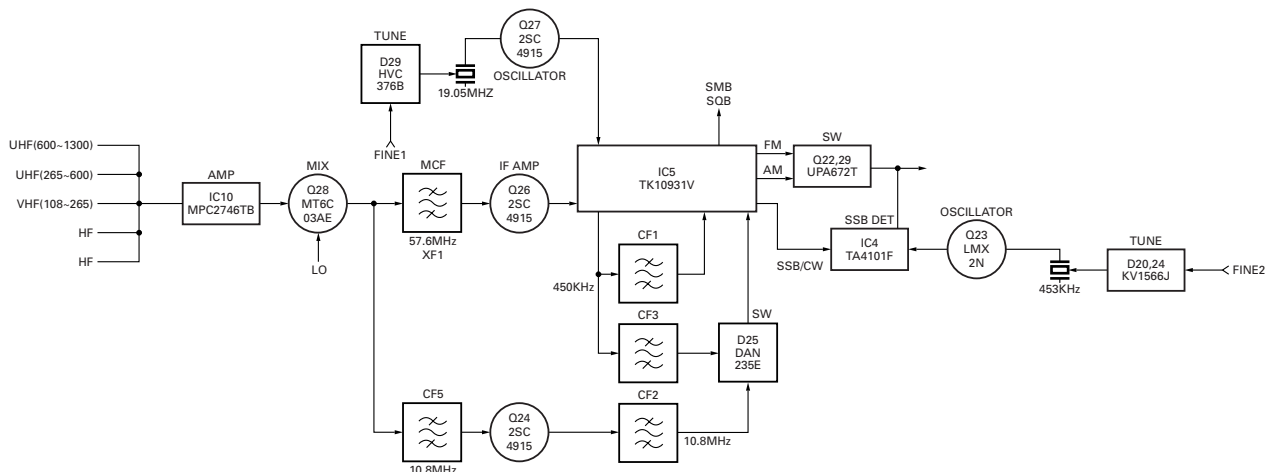 TUNE
D29
HVC
376B
19.05MHZ
FINE1
Q27
2SC
4915
OSCILLATOR
SMB
SQB
UHF(600~1300)
UHF(265~600)
VHF(108~265)
HF
HF
AMP
IC10
MPC2746TB
MIX
Q28
MT6C
03AE
LO
MCF
57.6MHz
XF1
IF AMP
Q26
2SC
4915
IC5
TK10931V
FM
AM
SW
Q22,29
UPA672T
SSB DET
IC4
TA4101F
SSB/CW
OSCILLATOR
Q23
LMX
2N
453KHz
TUNE
D20,24
KV1566J
FINE2
450KHz
CF1
CF3
SW
D25
DAN
235E
CF5
10.8MHz
Q24
2SC
4915
CF2
10.8MHz